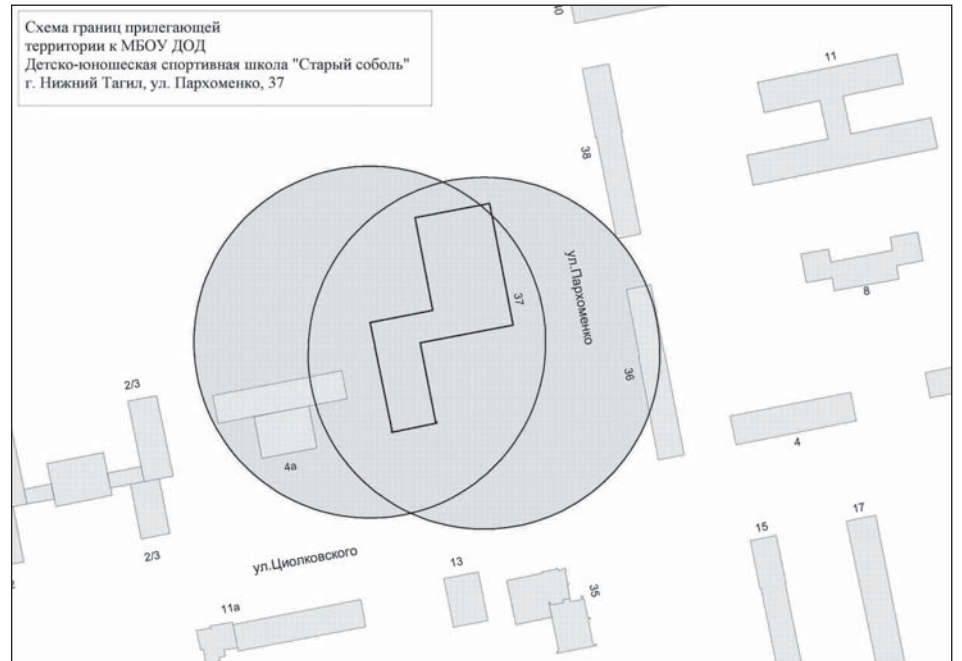 Схема границ прилегающей
территории к МБОУ ДОД
Детско-юношеская спортивная школа "Старый соболь"
г. Нижний Тагил, ул. Пархоменко, 37
40
11
38
ул.Пархоменко
8
37
36
2/3
4
4а
17
15
2/3
ул.Циолковского
13
35
11а